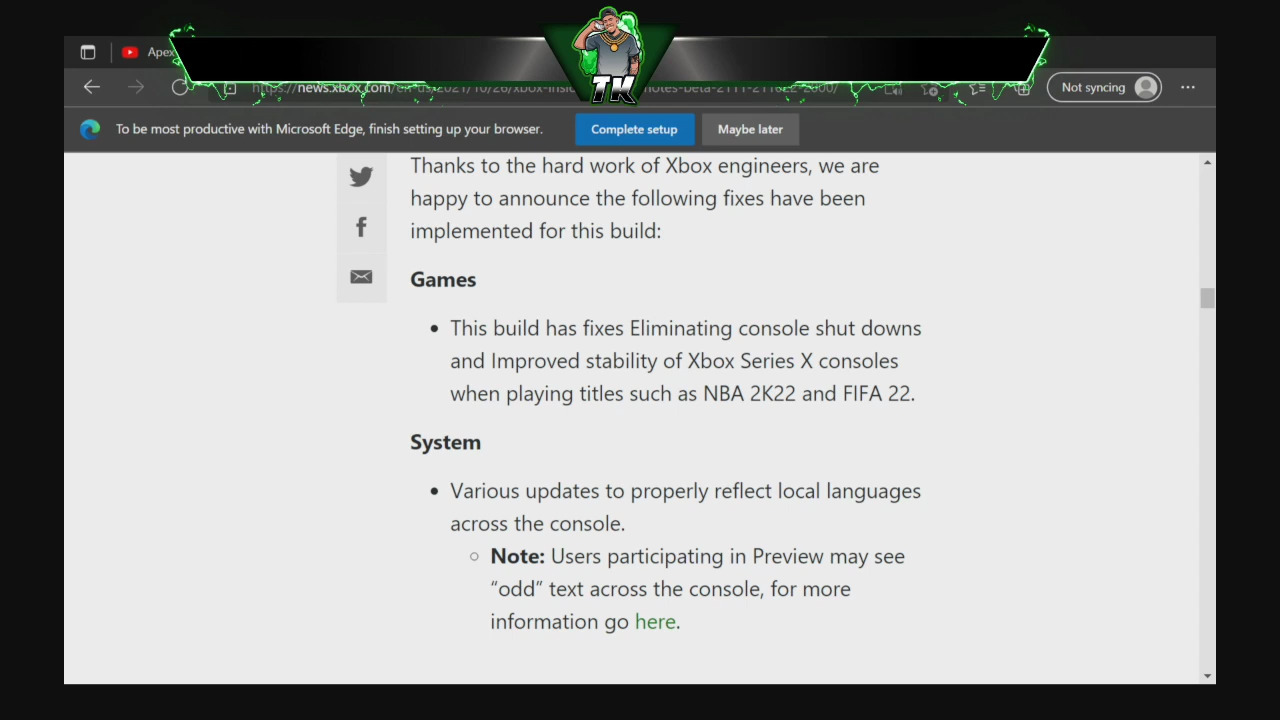 Apex
TK
news.xbox.com/
Not syncing
To be most productive with Microsoft Edge, finish setting up your browser.
Complete setup
Maybe later
Thanks to the hard work of Xbox engineers, we are
happy to announce the following fixes have been
implemented for this build:
Games
• This build has fixes Eliminating console shut downs
and Improved stability of Xbox Series X consoles
when playing titles such as NBA 2K22 and FIFA 22.
System
• Various updates to properly reflect local languages
across the console.
○ Note: Users participating in Preview may see
“odd” text across the console, for more
information go here.